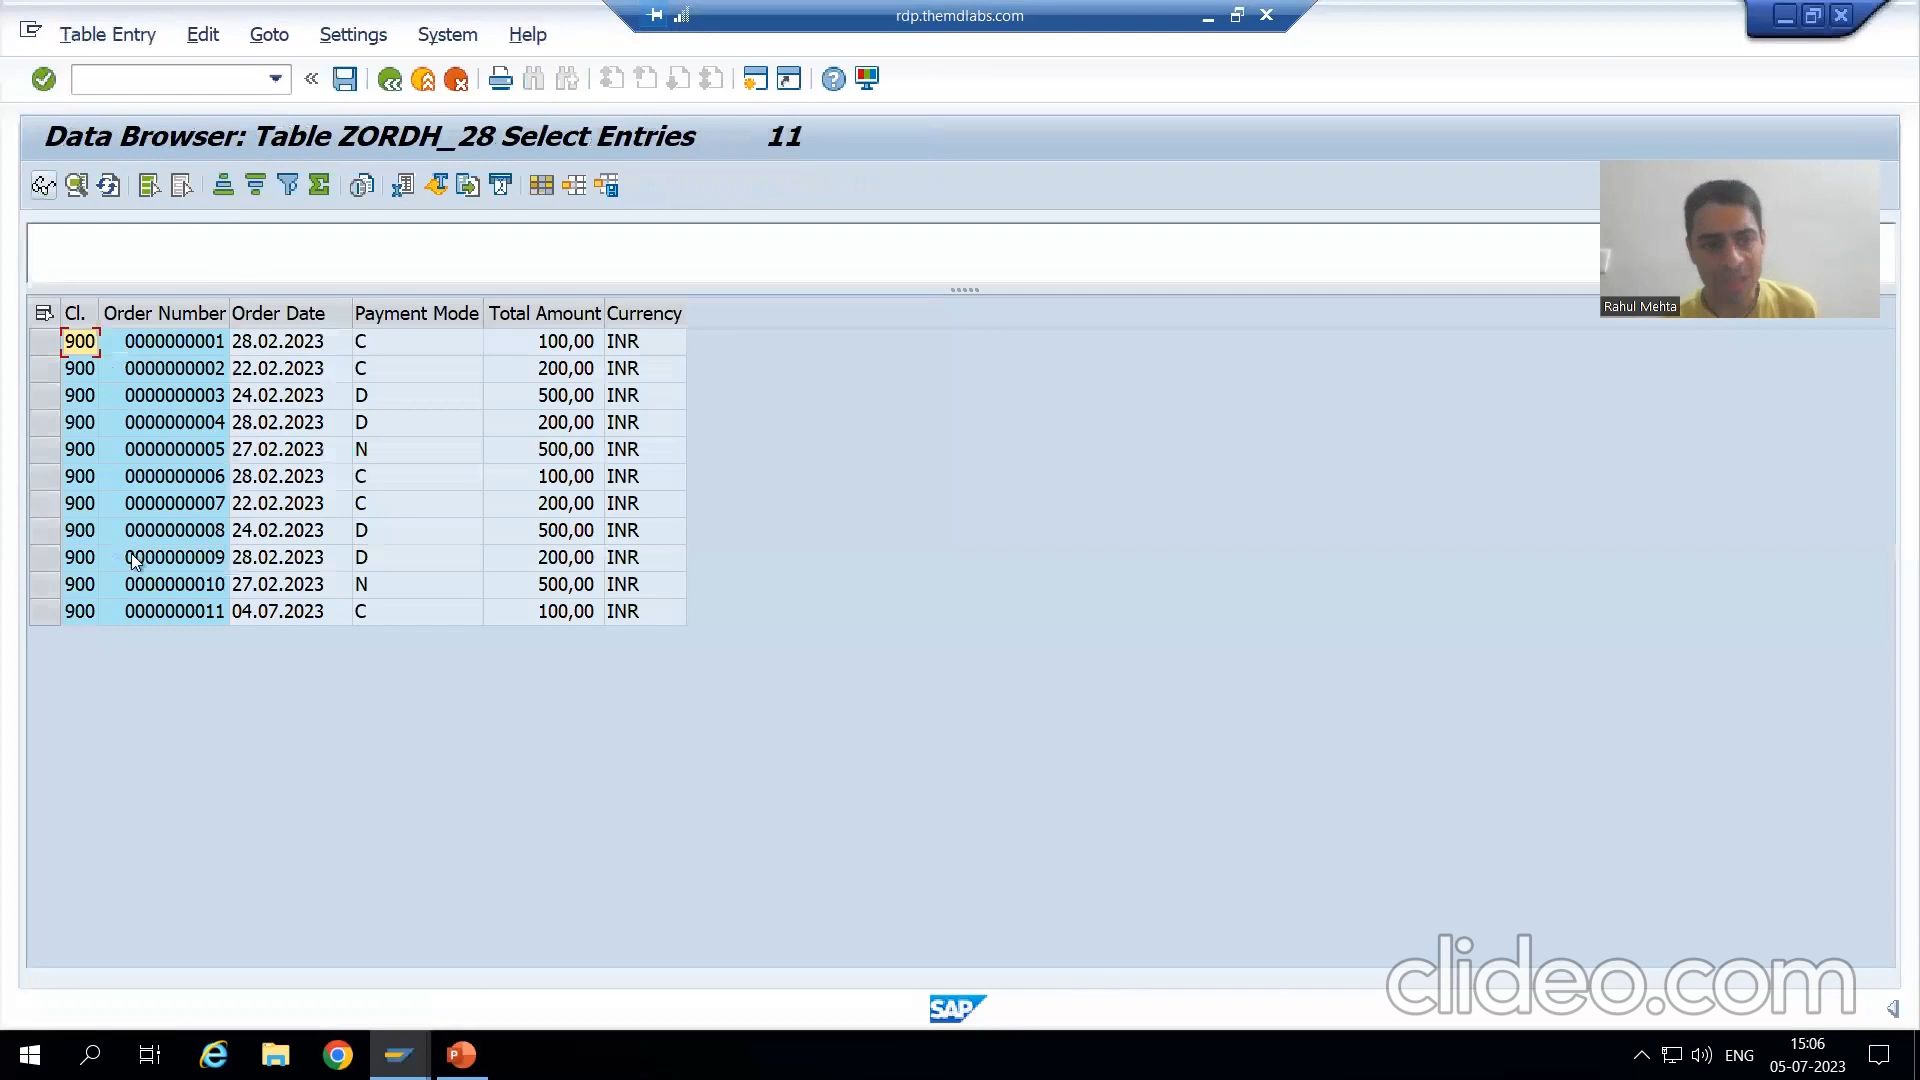 rdp.themdlabs.com
Table Entry Edit Goto Settings System Help
Data Browser: Table ZORDH_28 Select Entries 11
Rahul Mehta
Cl. Order Number Order Date Payment Mode Total Amount Currency
900 0000000001 28.02.2023 C 100,00 INR
900 0000000002 22.02.2023 C 200,00 INR
900 0000000003 24.02.2023 D 500,00 INR
900 0000000004 28.02.2023 D 200,00 INR
900 0000000005 27.02.2023 N 500,00 INR
900 0000000006 28.02.2023 C 100,00 INR
900 0000000007 22.02.2023 C 200,00 INR
900 0000000008 24.02.2023 D 500,00 INR
900 0000000009 28.02.2023 D 200,00 INR
900 0000000010 27.02.2023 N 500,00 INR
900 0000000011 04.07.2023 C 100,00 INR
clideo.com
SAP
ENG
15:06
05-07-2023